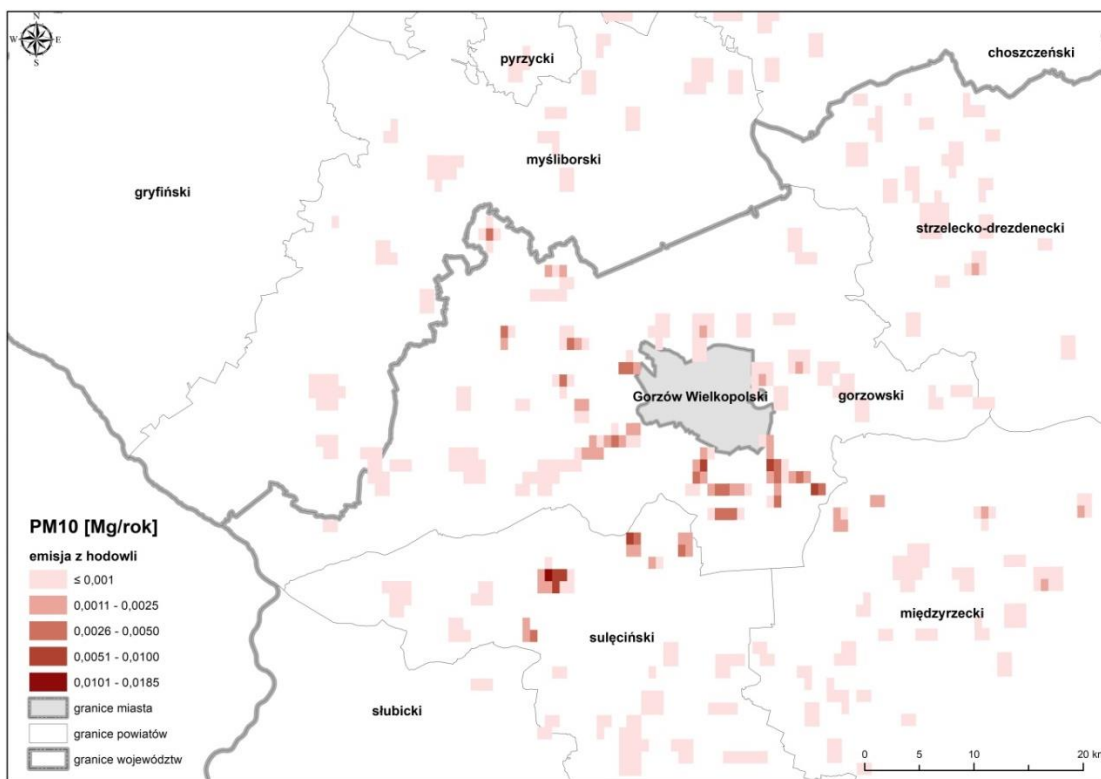 N
W E
S
pyrzycki
choszczeński
myśliborski
gryfiński
strzelecko-drezdenecki
Gorzów Wielkopolski
gorzowski
PM10 [Mg/rok]
emisja z hodowli
≤ 0,001
0,0011 - 0,0025
0,0026 - 0,0050
0,0051 - 0,0100
0,0101 - 0,0185
granice miasta
granice powiatów
granice województw
międzyrzecki
sulęciński
słubicki
0 5 10 20 km